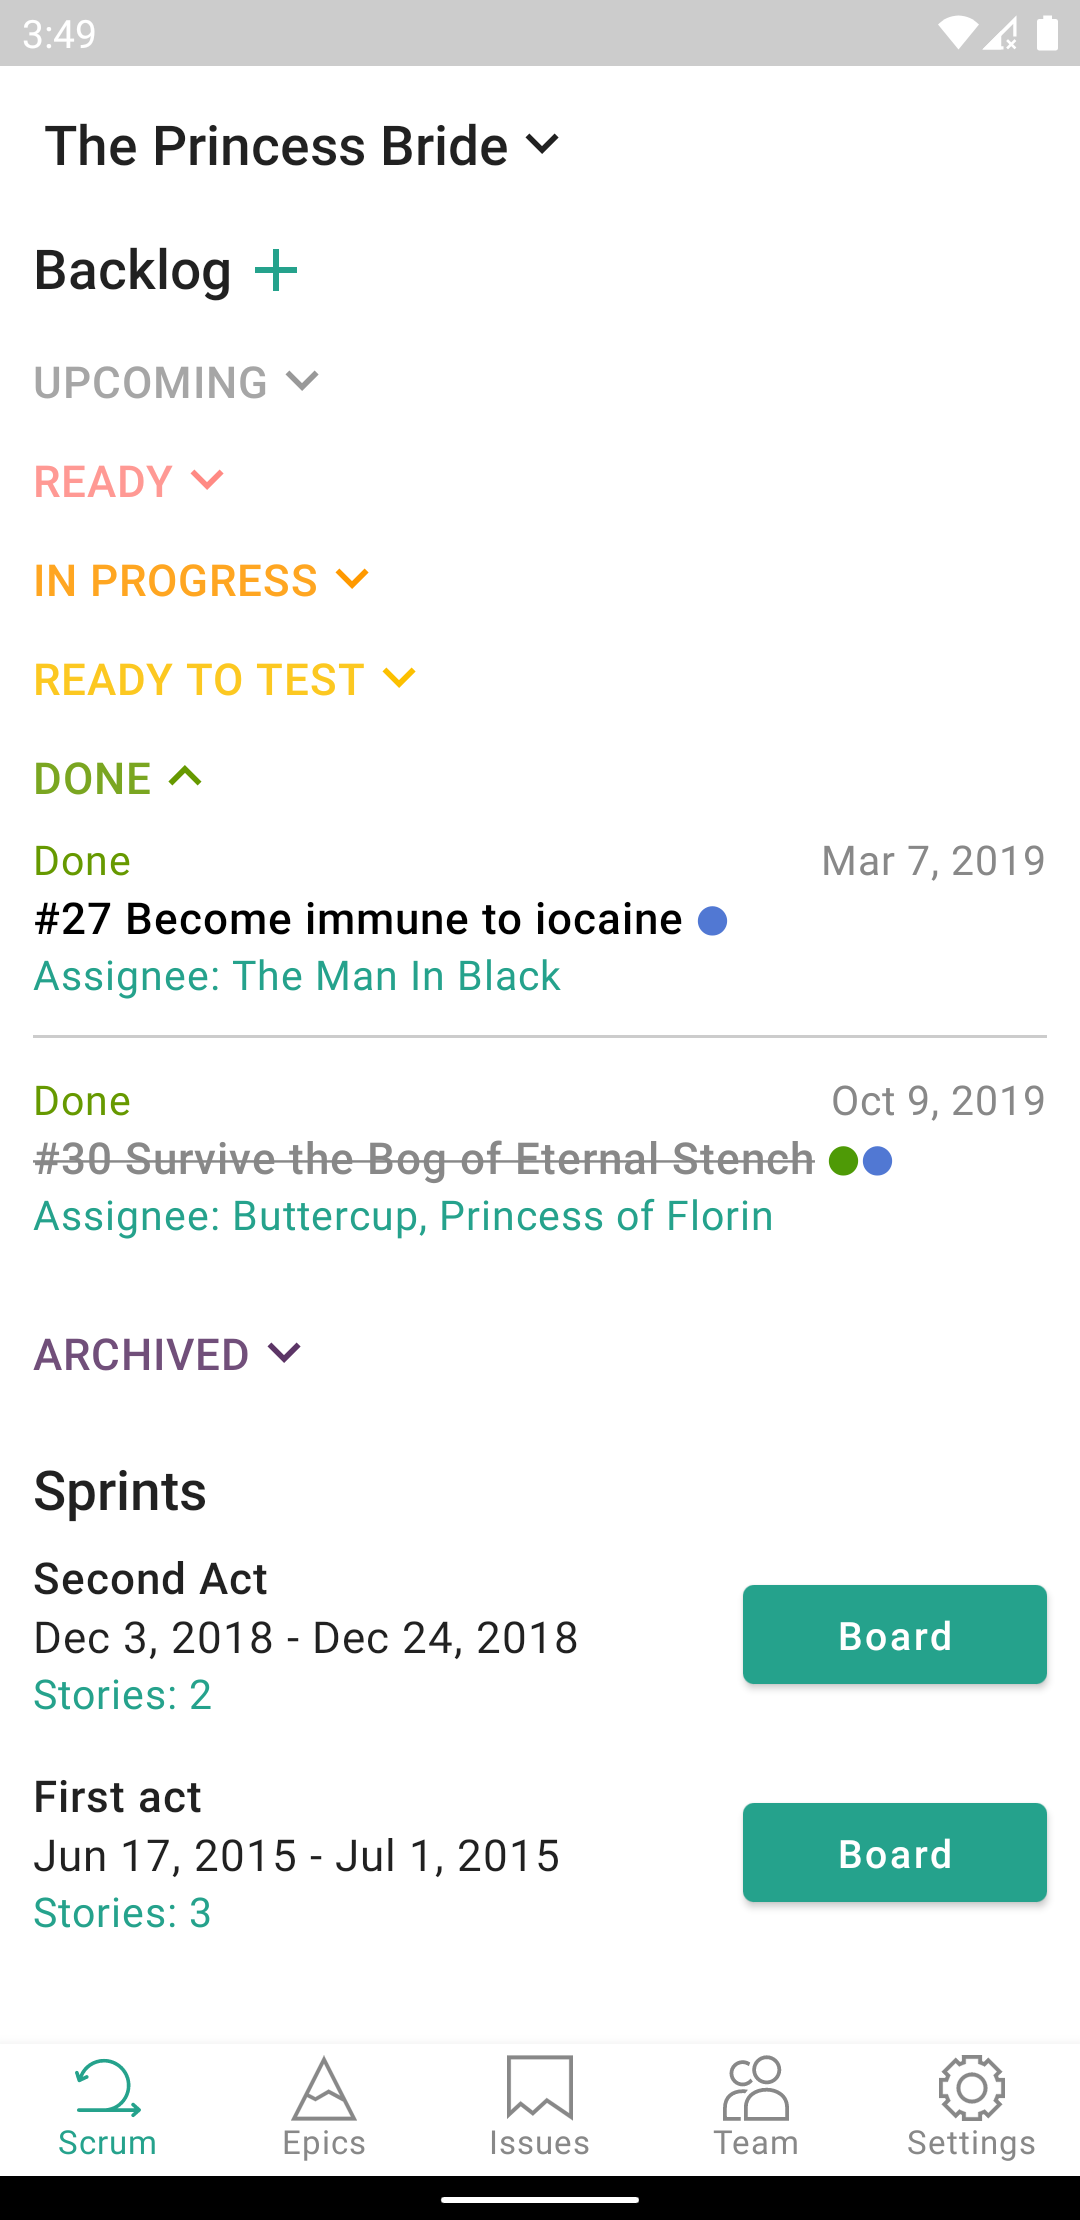 3:49
The Princess Bride
Backlog
UPCOMING
READY
IN PROGRESS
READY TO TEST
DONE
Done
Mar 7, 2019
#27 Become immune to iocaine
Assignee: The Man In Black
Done
Oct 9, 2019
#30 Survive the Bog of Eternal Stench
Assignee: Buttercup, Princess of Florin
ARCHIVED
Sprints
Second Act
Dec 3, 2018 - Dec 24, 2018
Stories: 2
Board
First act
Jun 17, 2015 - Jul 1, 2015
Stories: 3
Board
Scrum
Epics
Issues
Team
Settings